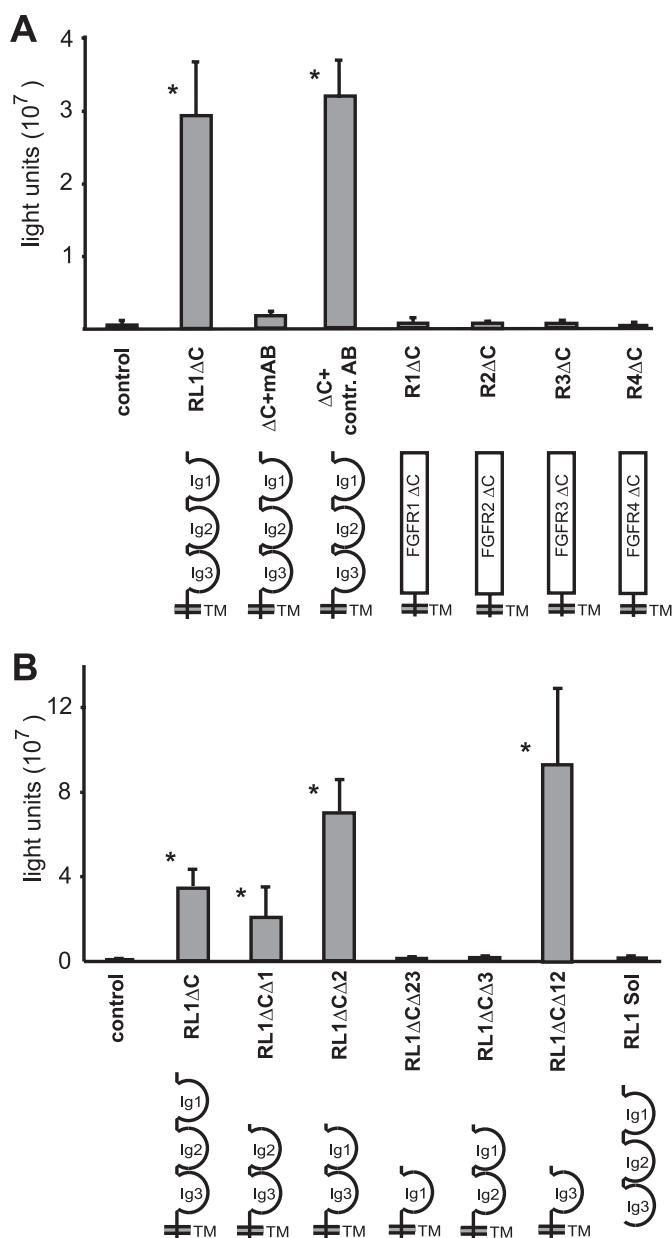 A
light units (10⁷)
4
3
2
1
* *
control
RL1ΔC
ΔC+mAB
ΔC+
contr. AB
R1ΔC
R2ΔC
R3ΔC
R4ΔC
Ig1 Ig1 Ig1
Ig2 Ig2 Ig2
Ig3 Ig3 Ig3
FGFR1 ΔC
FGFR2 ΔC
FGFR3 ΔC
FGFR4 ΔC
TM TM TM TM TM TM TM
B
light units (10⁷)
12
8
4
0
* * * *
control
RL1ΔC
RL1ΔCΔ1
RL1ΔCΔ2
RL1ΔCΔ23
RL1ΔCΔ3
RL1ΔCΔ12
RL1 Sol
Ig1 Ig1
Ig2 Ig2 Ig1 Ig1 Ig2
Ig3 Ig3 Ig3 Ig1 Ig2 Ig3 Ig3
TM TM TM TM TM TM